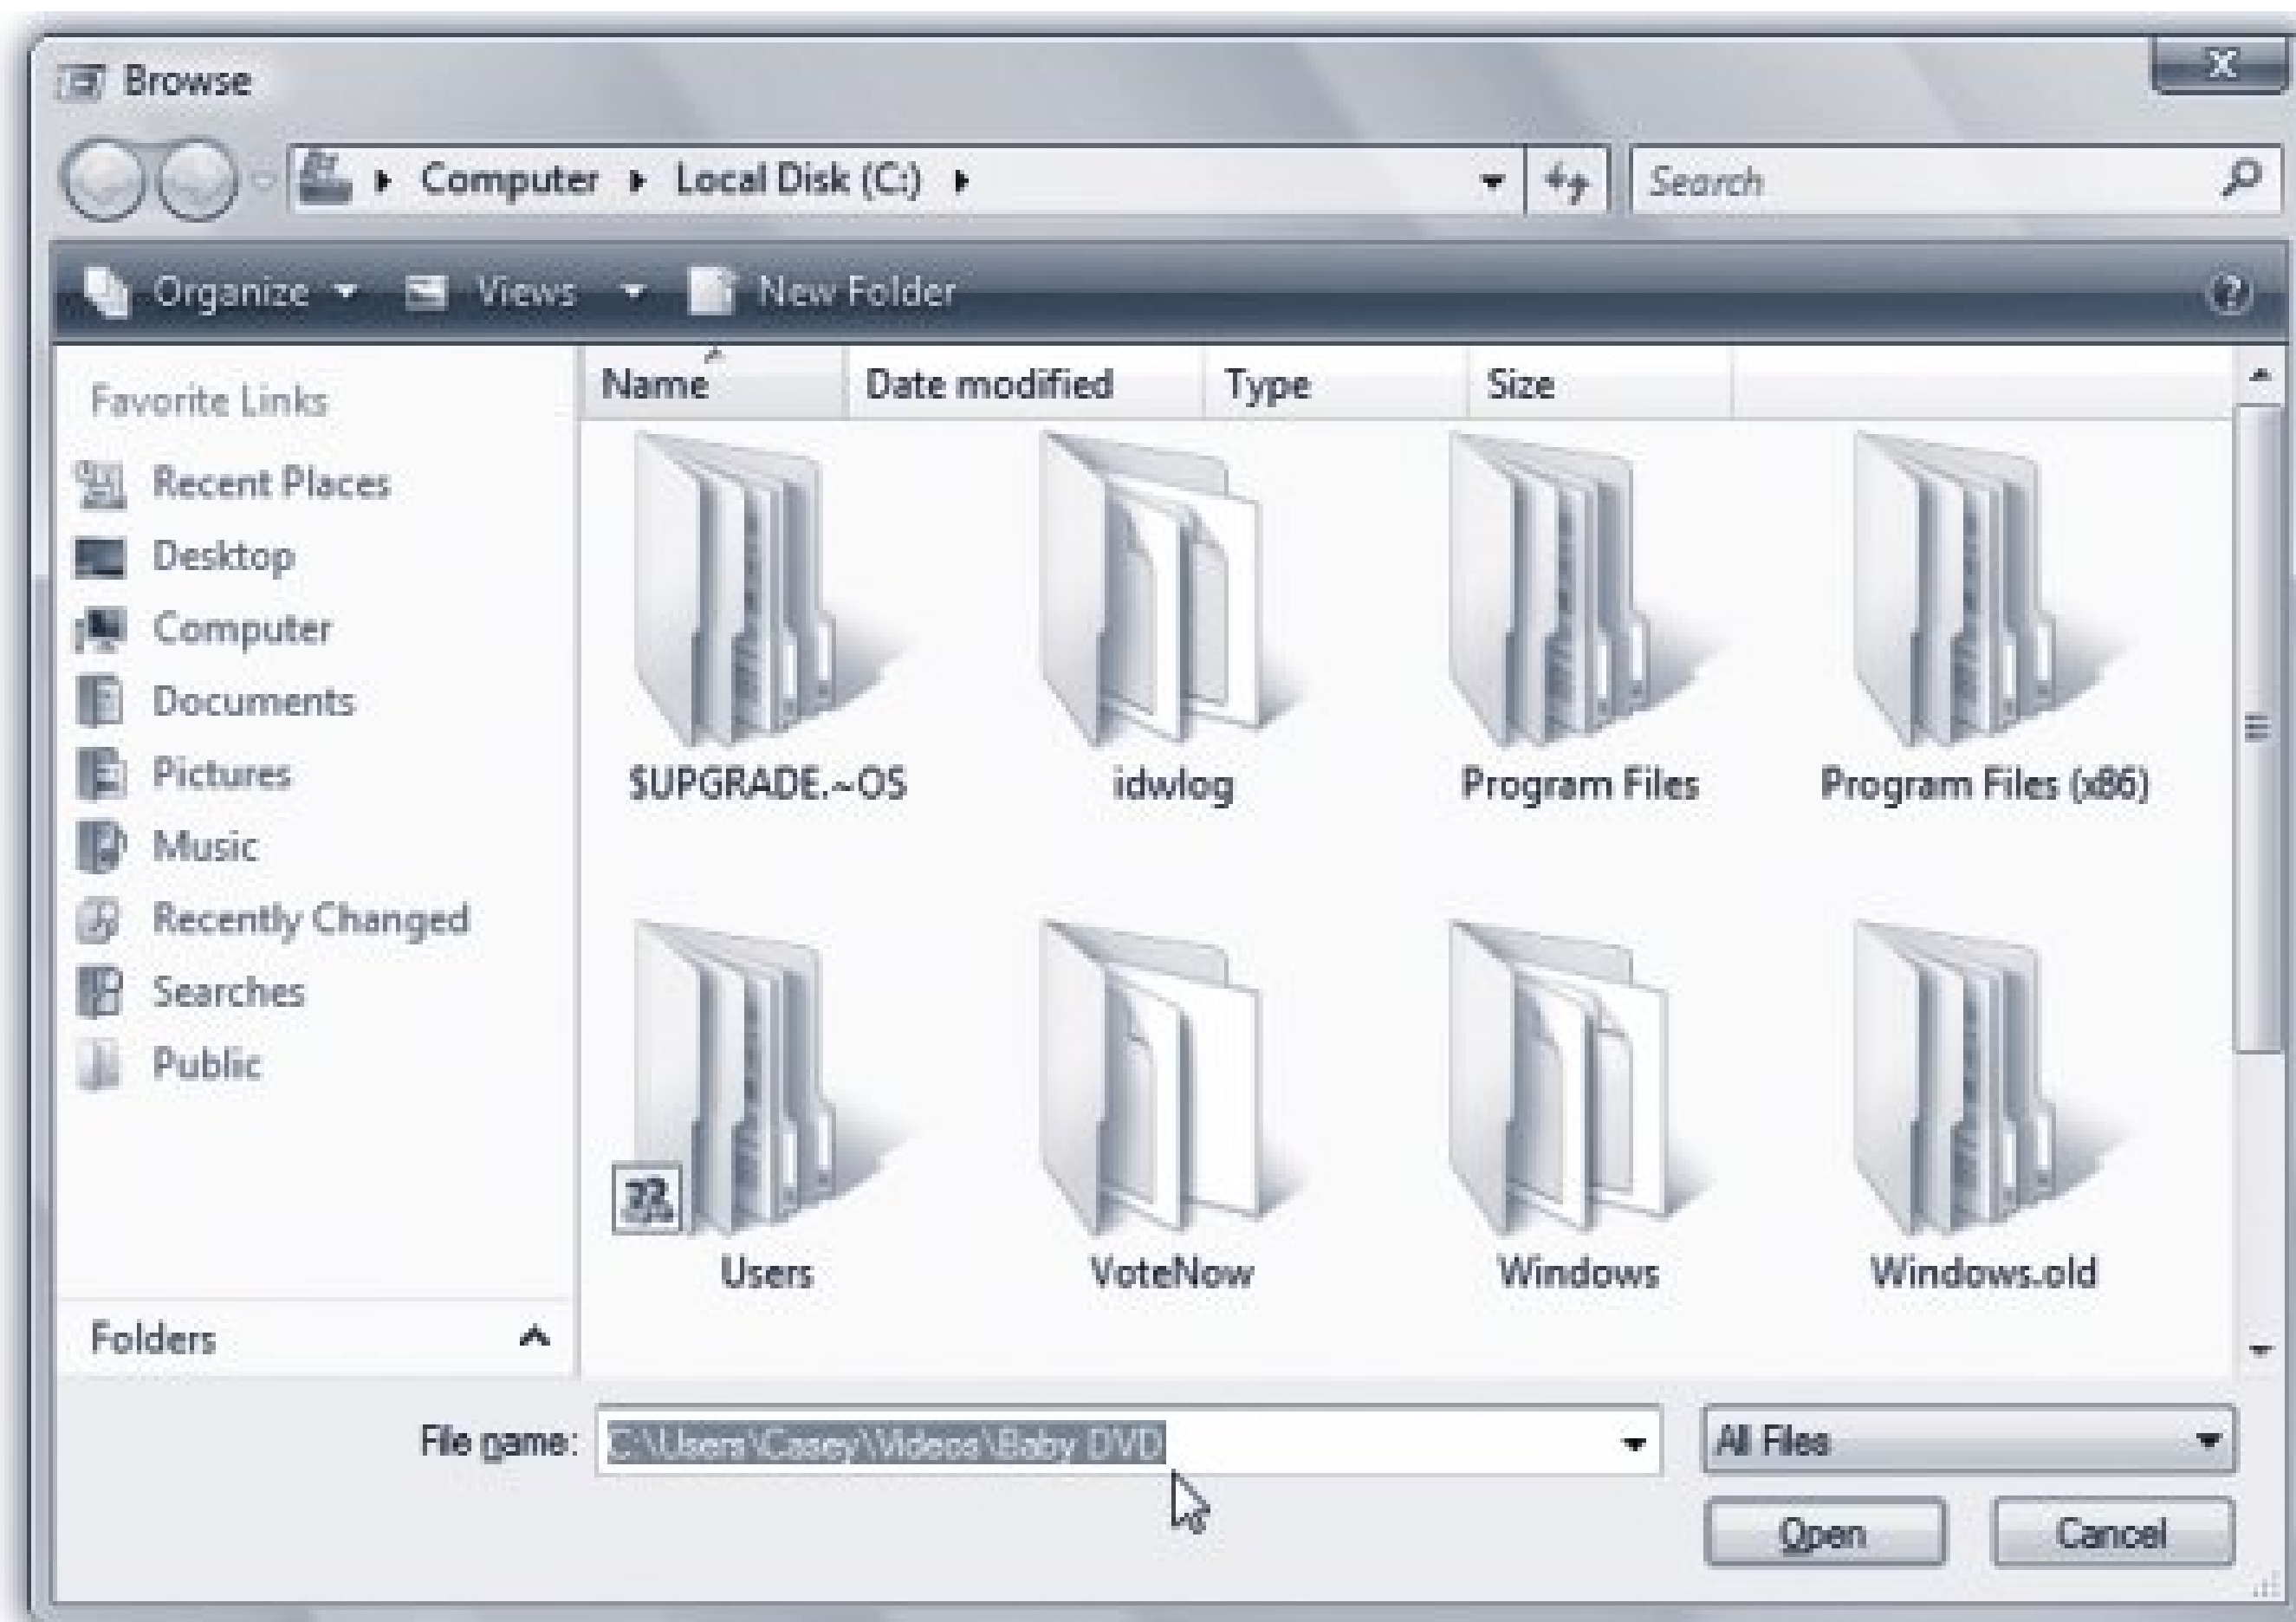 Browse
Computer Local Disk (C:) Search
Organize Views New Folder
Favorite Links
Recent Places
Desktop
Computer
Documents
Pictures
Music
Recently Changed
Searches
Public
Folders
Name Date modified Type Size
$UPGRADE.~OS idwlog Program Files Program Files (x86)
Users VoteNow Windows Windows.old
File name: C:\Users\Casey\Videos\Baby DVD All Files
Open Cancel